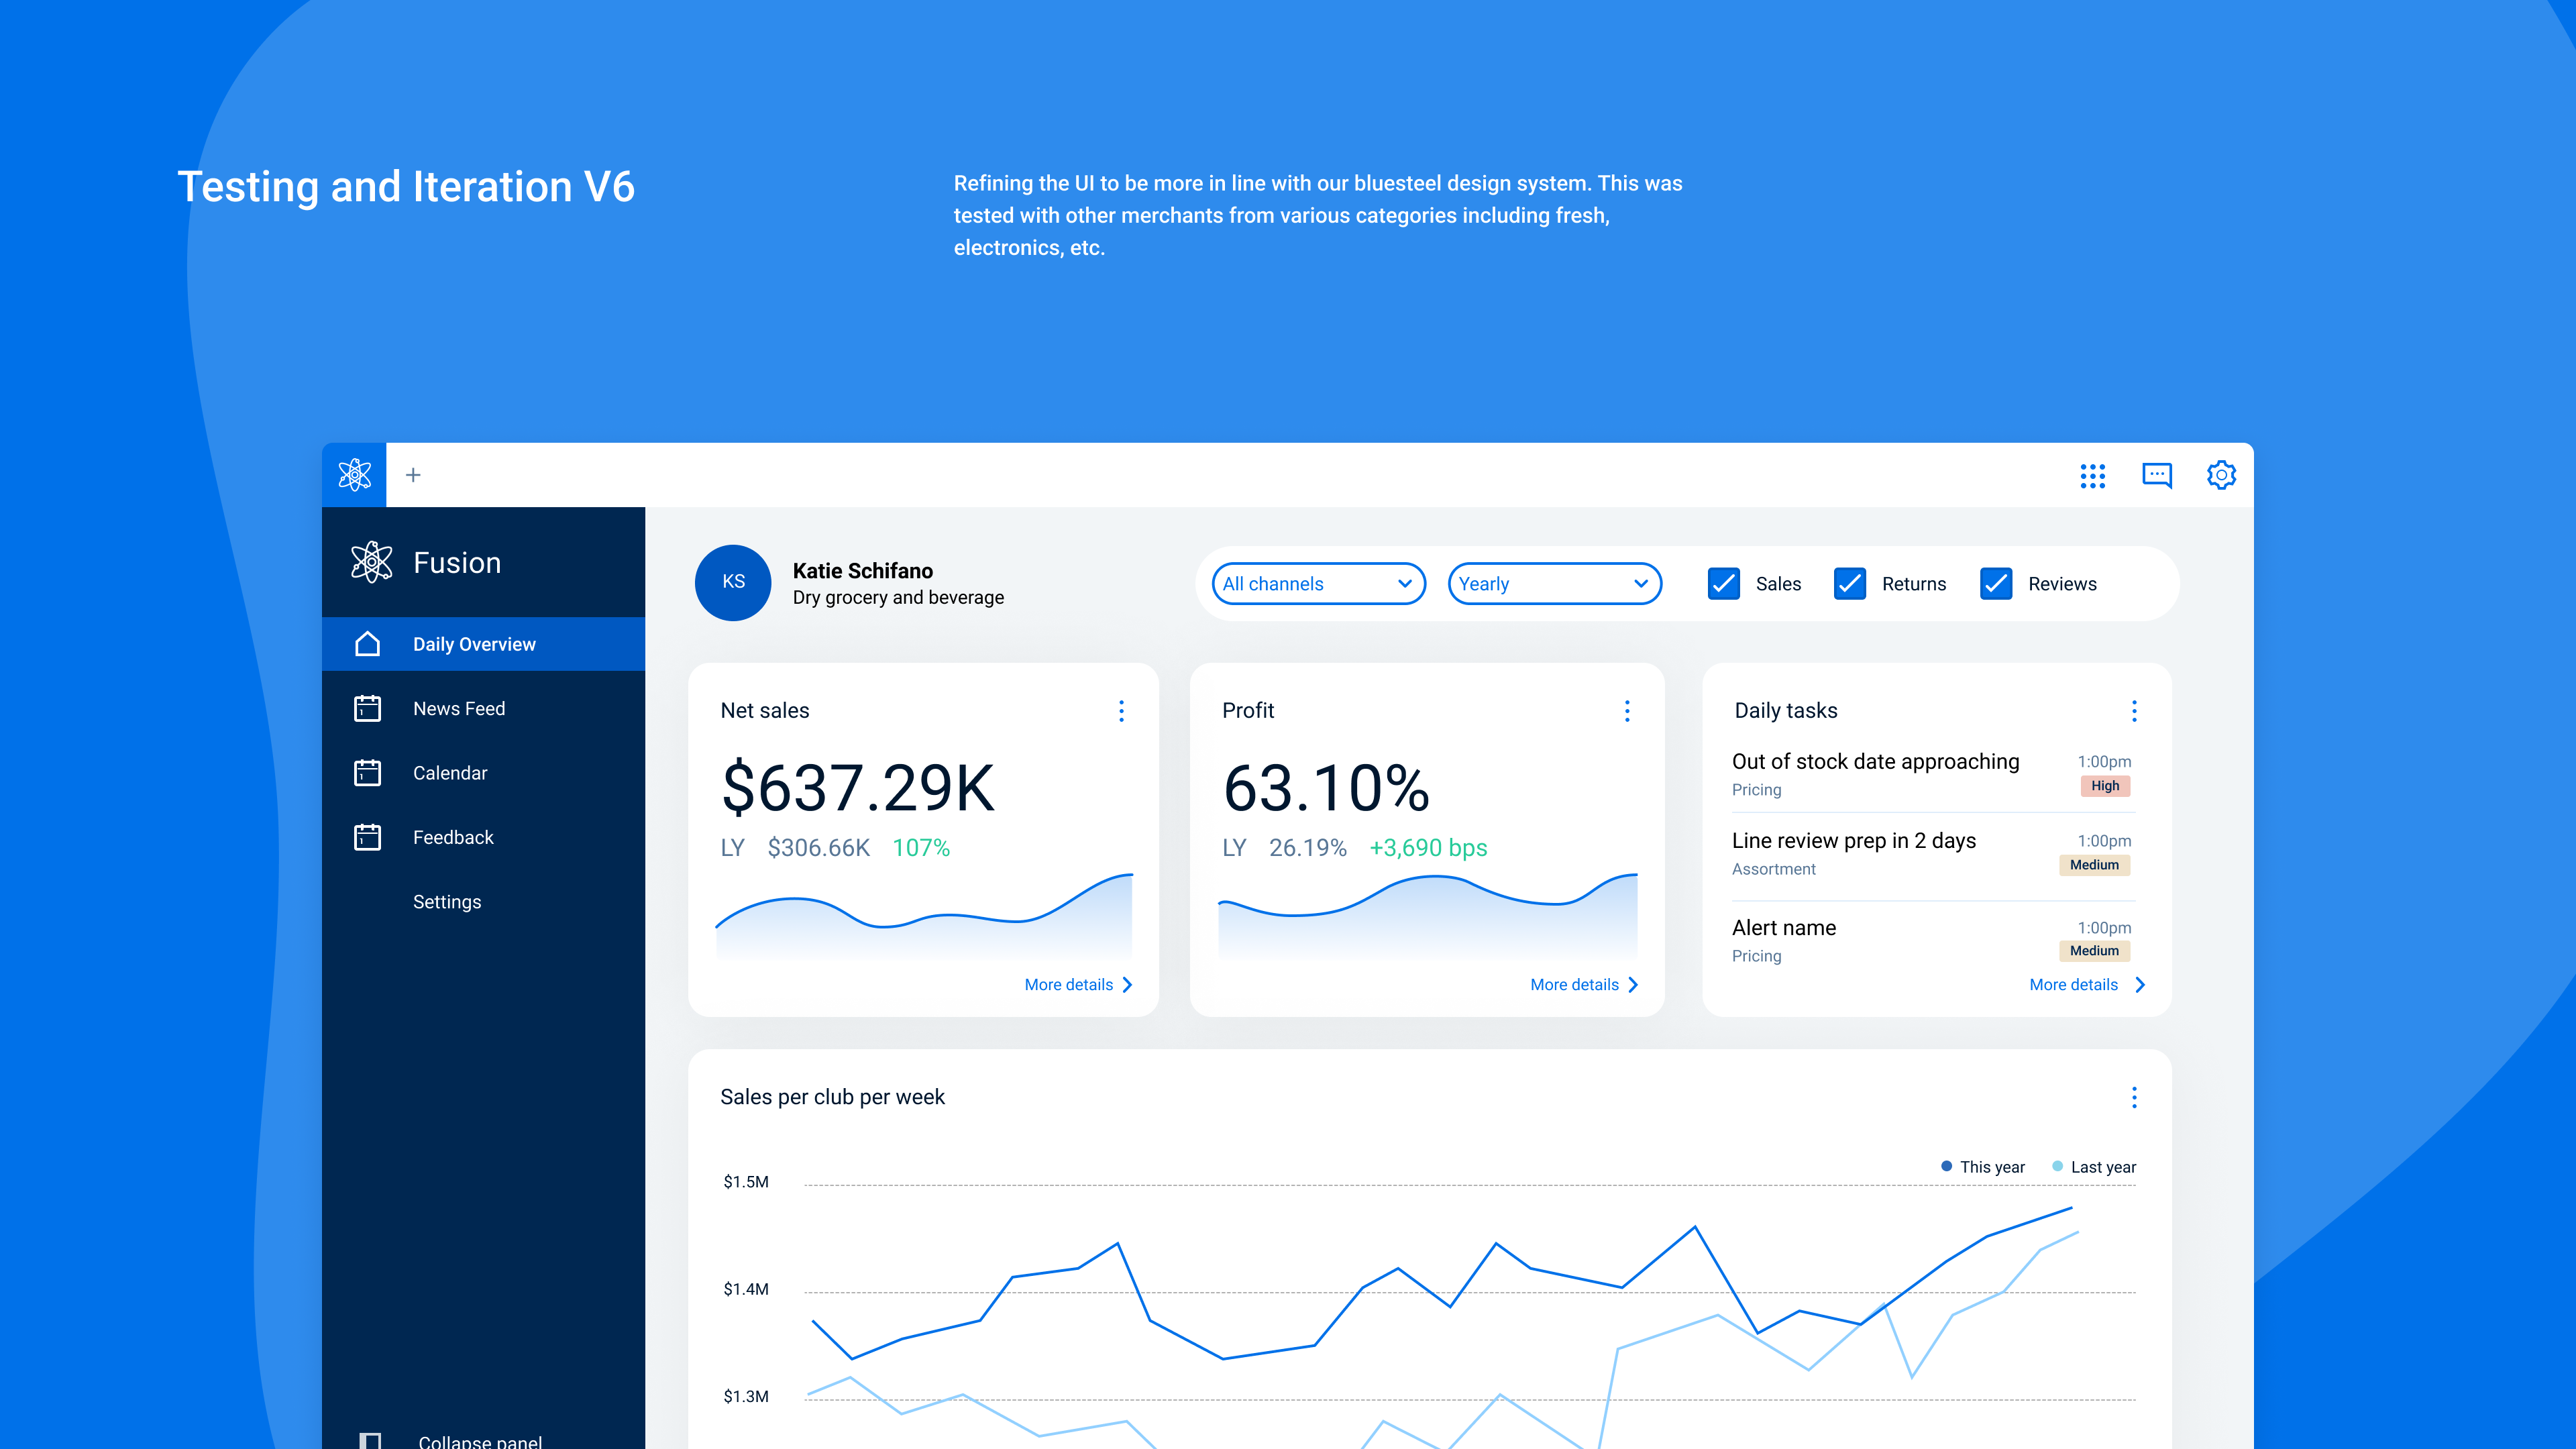 Testing and Iteration V6
Refining the UI to be more in line with our bluesteel design system. This was
tested with other merchants from various categories including fresh,
electronics, etc.
Fusion
Daily Overview
News Feed
Calendar
Feedback
Settings
Collapse panel
KS
Katie Schifano
Dry grocery and beverage
All channels
Yearly
Sales
Returns
Reviews
Net sales
$637.29K
LY $306.66K 107%
More details
Profit
63.10%
LY 26.19% +3,690 bps
More details
Daily tasks
Out of stock date approaching
1:00pm
Pricing
High
Line review prep in 2 days
1:00pm
Assortment
Medium
Alert name
1:00pm
Pricing
Medium
More details
Sales per club per week
This year
Last year
$1.5M
$1.4M
$1.3M